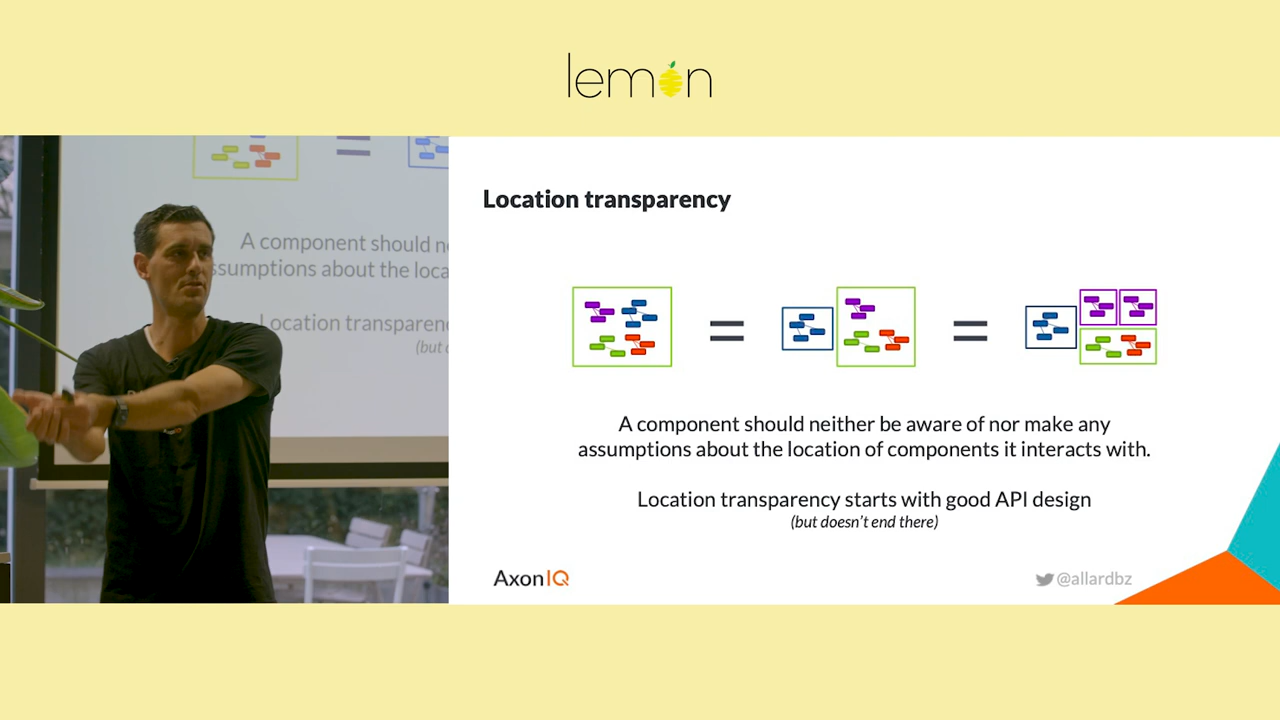 lemon
A component should n
ssumptions about the loca
Location transparen
(but
Location transparency
A component should neither be aware of nor make any
assumptions about the location of components it interacts with.
Location transparency starts with good API design
(but doesn't end there)
AxonIQ
@allardbz